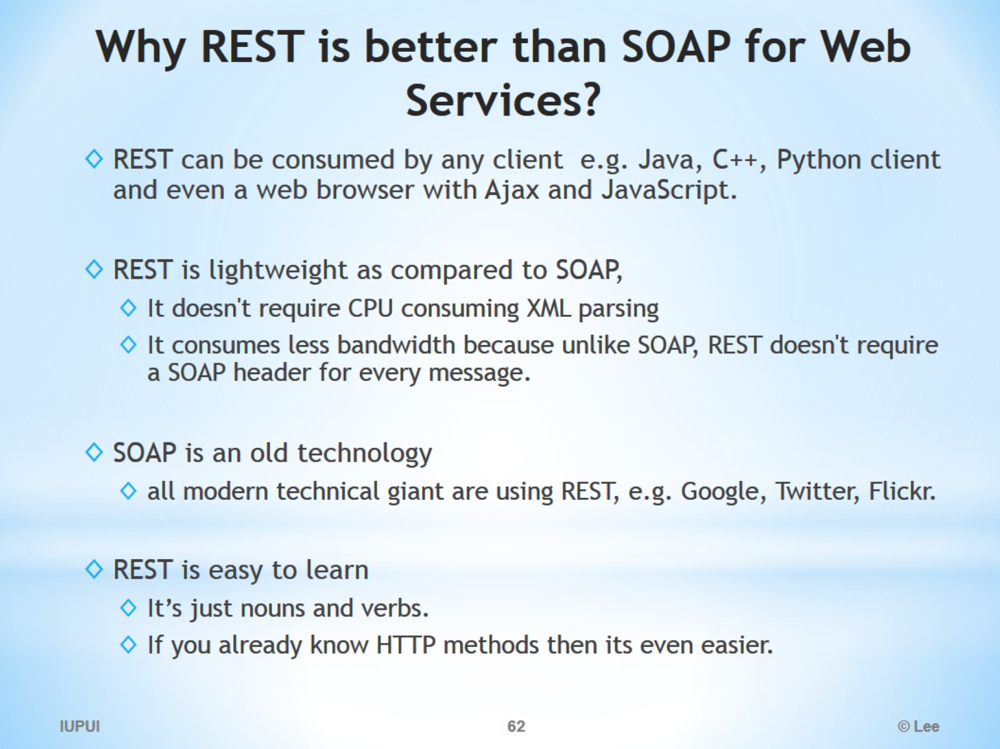 Why REST is better than SOAP for Web
Services?
◇ REST can be consumed by any client  e.g. Java, C++, Python client
and even a web browser with Ajax and JavaScript.
◇ REST is lightweight as compared to SOAP,
◇ It doesn't require CPU consuming XML parsing
◇ It consumes less bandwidth because unlike SOAP, REST doesn't require
a SOAP header for every message.
◇ SOAP is an old technology
◇ all modern technical giant are using REST, e.g. Google, Twitter, Flickr.
◇ REST is easy to learn
◇ It’s just nouns and verbs.
◇ If you already know HTTP methods then its even easier.
IUPUI 62 © Lee